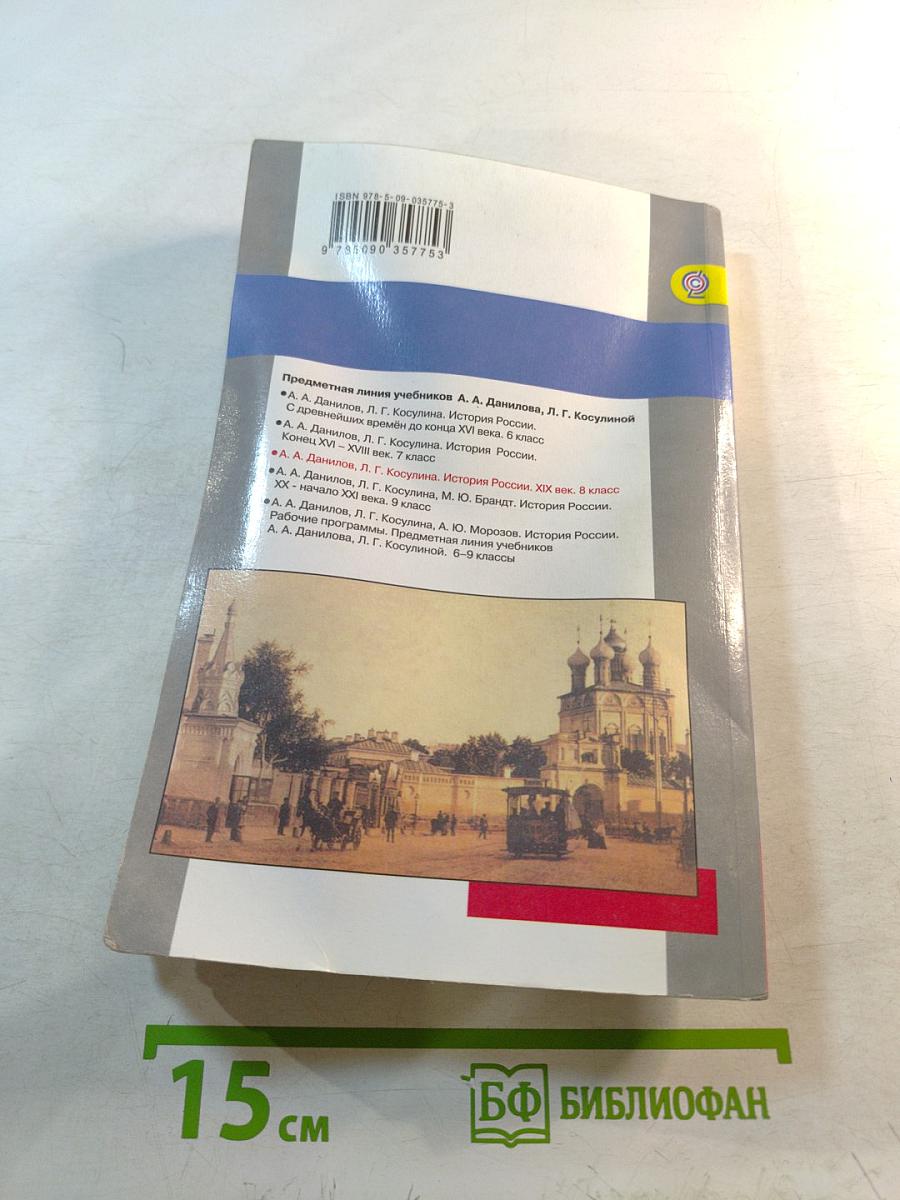 ISBN 978-5-09-035775-3
9 785090 357753
Предметная линия учебников А. А. Данилова, Л. Г. Косулиной
•А. А. Данилов, Л. Г. Косулина. История России.
С древнейших времён до конца XVI века. 6 класс
•А. А. Данилов, Л. Г. Косулина. История России.
Конец XVI – XVIII век. 7 класс
•А. А. Данилов, Л. Г. Косулина. История России. XIX век. 8 класс
•А. А. Данилов, Л. Г. Косулина, М. Ю. Брандт. История России.
XX - начало XXI века. 9 класс
•А. А. Данилов, Л. Г. Косулина, А. Ю. Морозов. История России.
Рабочие программы. Предметная линия учебников
А. А. Данилова, Л. Г. Косулиной. 6–9 классы
15 см
БФ БИБЛИОФАН